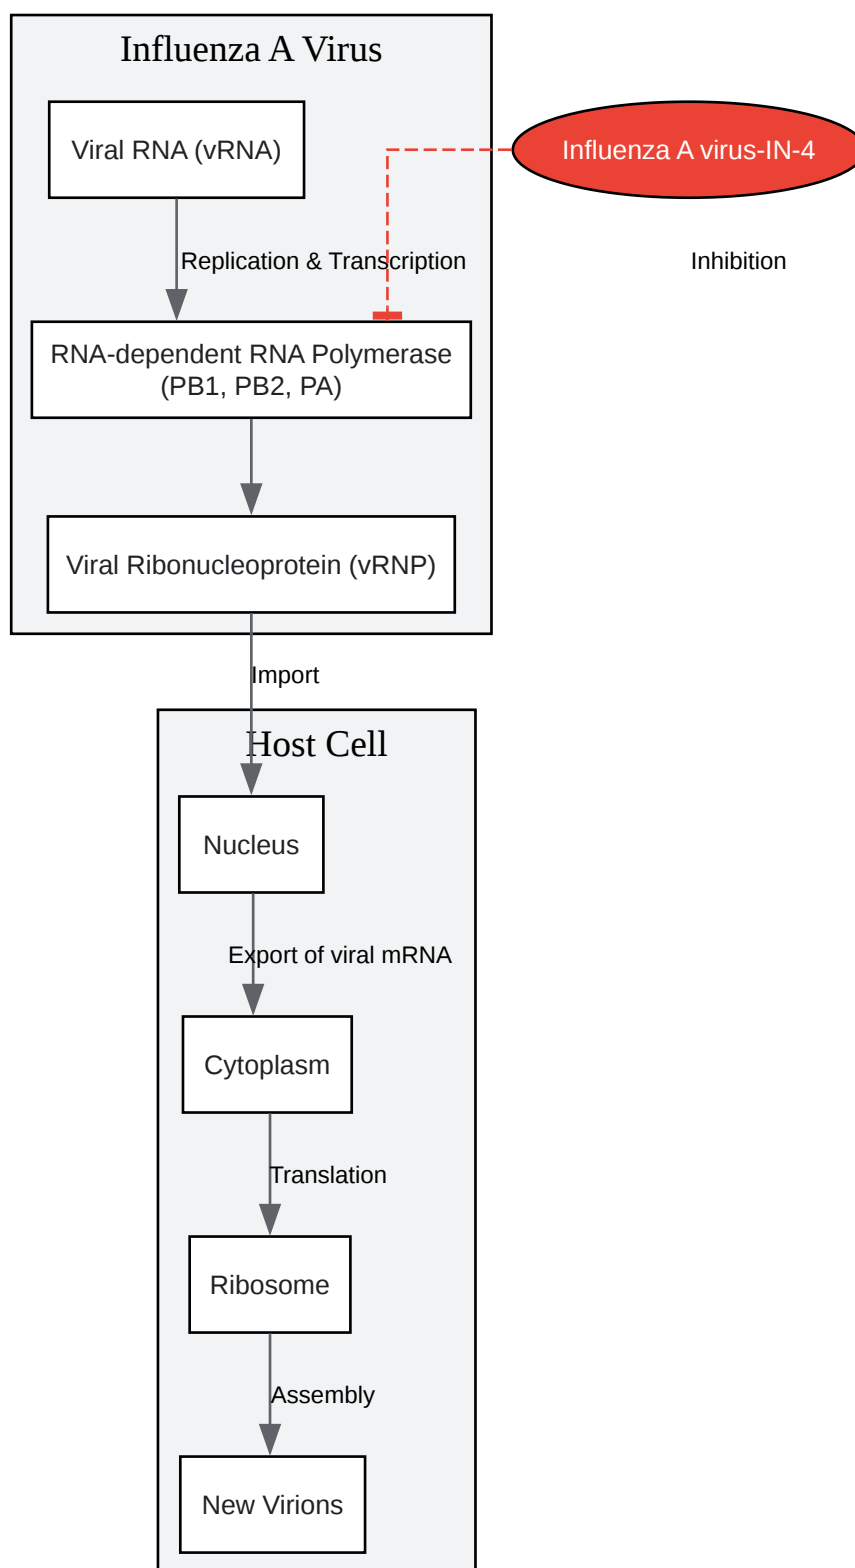 Influenza A Virus
Viral RNA (vRNA)
Influenza A virus-IN-4
Replication & Transcription
Inhibition
RNA-dependent RNA Polymerase
(PB1, PB2, PA)
Viral Ribonucleoprotein (vRNP)
Import
Host Cell
Nucleus
Export of viral mRNA
Cytoplasm
Translation
Ribosome
Assembly
New Virions